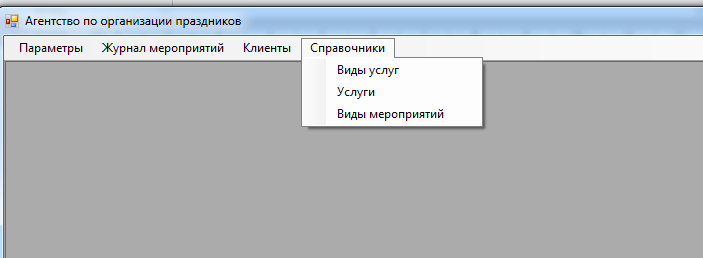 Агентство по организации праздников
Параметры Журнал мероприятий Клиенты Справочники
Виды услуг
Услуги
Виды мероприятий